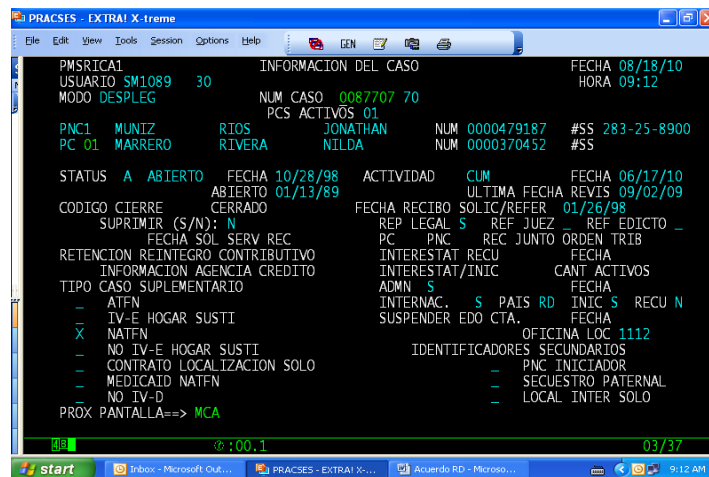 PRACSES - EXTRA! X-treme
File Edit View Tools Session Options Help GEN
PMSRICA1 INFORMACION DEL CASO FECHA 08/18/10
USUARIO SM1089 30 HORA 09:12
MODO DESPLEG NUM CASO 0087707 70
PCS ACTIVOS 01
PNC1 MUNIZ RIOS JONATHAN NUM 0000479187 #SS 283-25-8900
PC 01 MARRERO RIVERA NILDA NUM 0000370452 #SS
STATUS A ABIERTO FECHA 10/28/98 ACTIVIDAD CUM FECHA 06/17/10
ABIERTO 01/13/89 ULTIMA FECHA REVIS 09/02/09
CODIGO CIERRE CERRADO FECHA RECIBO SOLIC/REFER 01/26/98
SUPRIMIR (S/N): N REP LEGAL S REF JUEZ _ REF EDICTO _
FECHA SOL SERV REC PC PNC REC JUNTO ORDEN TRIB
RETENCION REINTEGRO CONTRIBUTIVO INTERESTAT RECU FECHA
INFORMACION AGENCIA CREDITO INTERESTAT/INIC CANT ACTIVOS
TIPO CASO SUPLEMENTARIO ADMN S FECHA
_ ATFN INTERNAC. S PAIS RD INIC S RECU N
_ IV-E HOGAR SUSTI SUSPENDER EDO CTA. FECHA
X NATFN OFICINA LOC 1112
_ NO IV-E HOGAR SUSTI IDENTIFICADORES SECUNDARIOS
_ CONTRATO LOCALIZACION SOLO _ PNC INICIADOR
_ MEDICAID NATFN _ SECUESTRO PATERNAL
_ NO IV-D _ LOCAL INTER SOLO
PROX PANTALLA==> MCA
4B :00.1 03/37
start Inbox - Microsoft Out... PRACSES - EXTRA! X-... Acuerdo RD - Microso... 9:12 AM